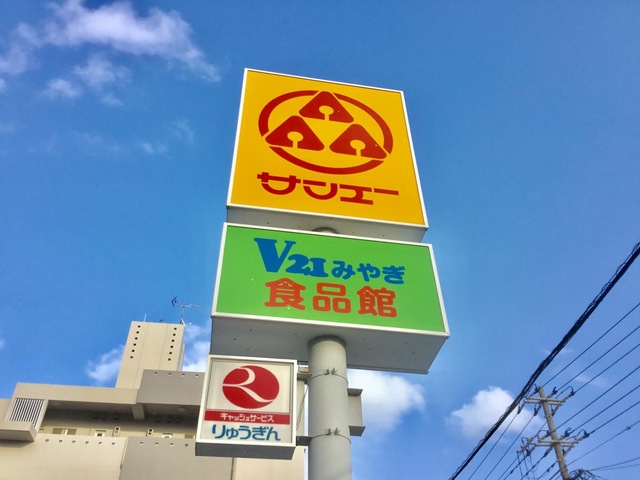 サンエー
V21みやぎ
食品館
キャッシュサービス
りゅうぎん